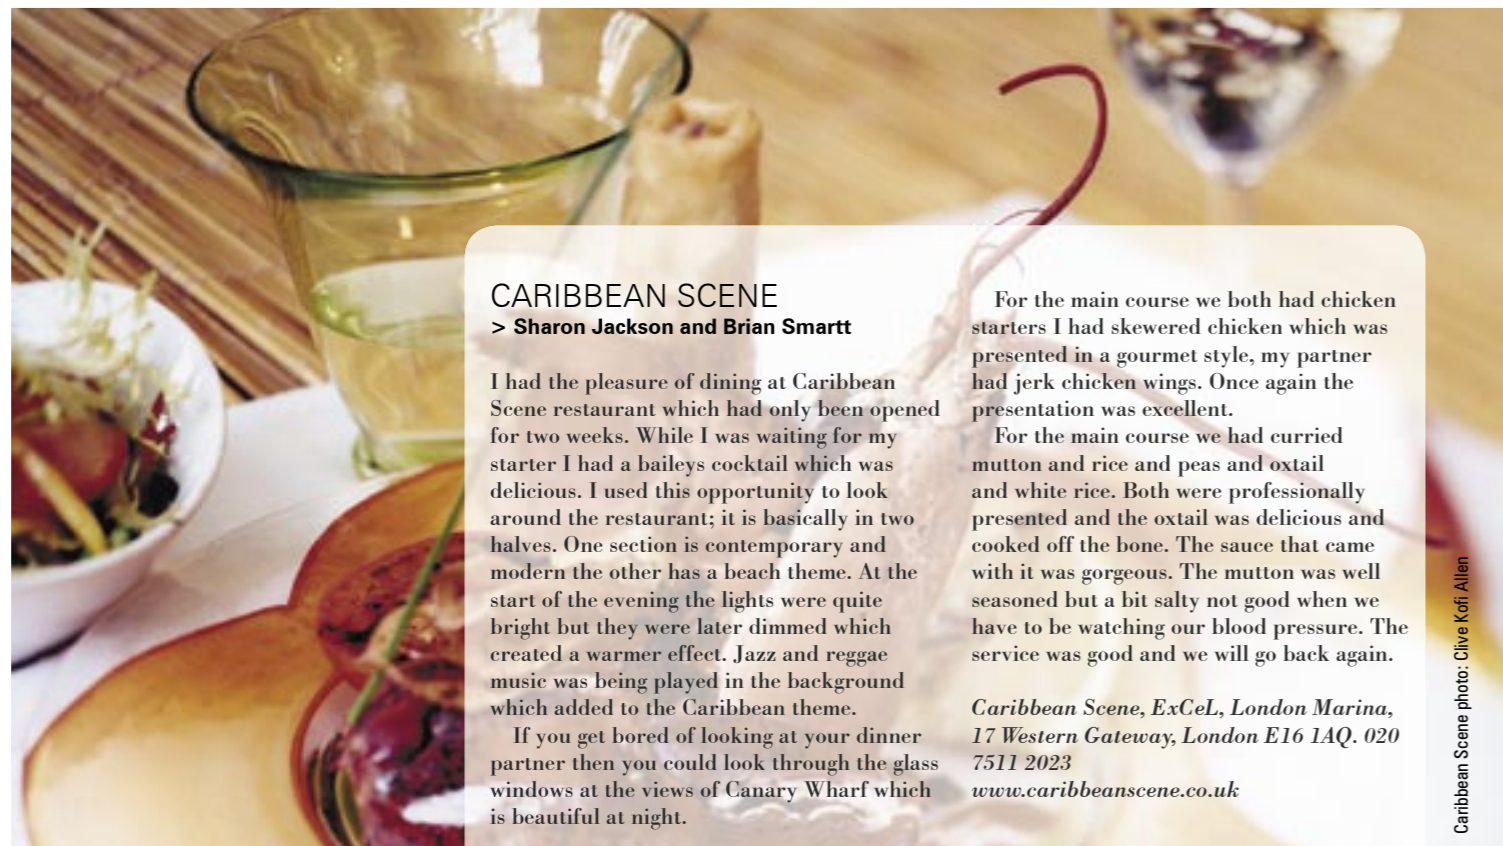 CARIBBEAN SCENE
> Sharon Jackson and Brian Smartt
I had the pleasure of dining at Caribbean
Scene restaurant which had only been opened
for two weeks. While I was waiting for my
starter I had a baileys cocktail which was
delicious. I used this opportunity to look
around the restaurant; it is basically in two
halves. One section is contemporary and
modern the other has a beach theme. At the
start of the evening the lights were quite
bright but they were later dimmed which
created a warmer effect. Jazz and reggae
music was being played in the background
which added to the Caribbean theme.
If you get bored of looking at your dinner
partner then you could look through the glass
windows at the views of Canary Wharf which
is beautiful at night.
For the main course we both had chicken
starters I had skewered chicken which was
presented in a gourmet style, my partner
had jerk chicken wings. Once again the
presentation was excellent.
For the main course we had curried
mutton and rice and peas and oxtail
and white rice. Both were professionally
presented and the oxtail was delicious and
cooked off the bone. The sauce that came
with it was gorgeous. The mutton was well
seasoned but a bit salty not good when we
have to be watching our blood pressure. The
service was good and we will go back again.
Caribbean Scene, ExCeL, London Marina,
17 Western Gateway, London E16 1AQ. 020
7511 2023
www.caribbeanscene.co.uk
Caribbean Scene photo: Clive Kofi Allen